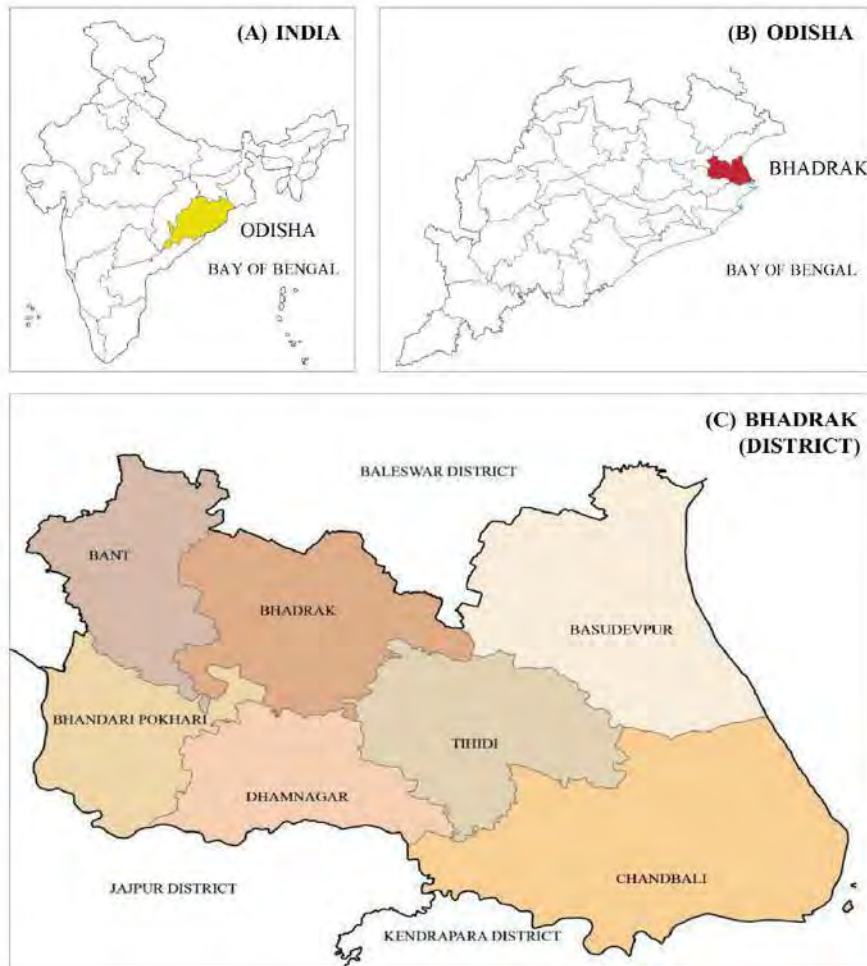 (A) INDIA
ODISHA
BAY OF BENGAL
(B) ODISHA
BHADRAK
BAY OF BENGAL
(C) BHADRAK
(DISTRICT)
BALESWAR DISTRICT
BANT
BHADRAK
BASUDEVPUR
BHANDARI POKHARI
TIHIDI
DHAMNAGAR
CHANDBALI
JAJPUR DISTRICT
KENDRAPARA DISTRICT